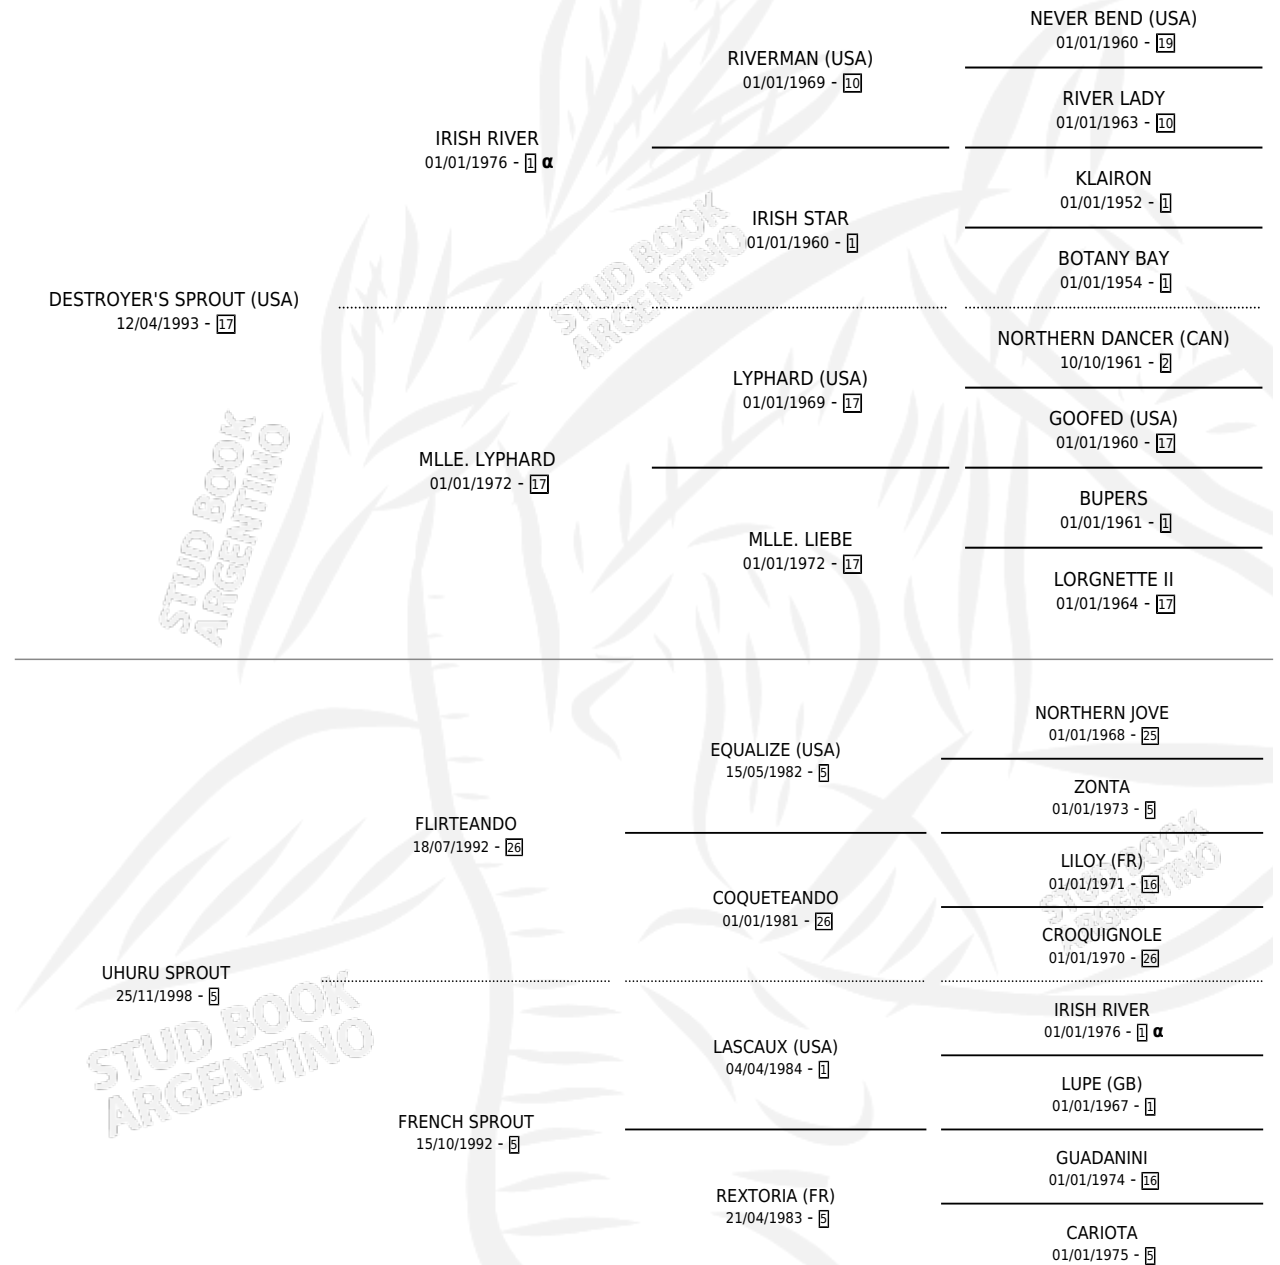 NEVER BEND (USA)
01/01/1960 - 19
RIVERMAN (USA)
01/01/1969 - 10
RIVER LADY
01/01/1963 - 10
IRISH RIVER
01/01/1976 - 1 α
KLAIRON
01/01/1952 - 1
IRISH STAR
01/01/1960 - 1
BOTANY BAY
01/01/1954 - 1
DESTROYER'S SPROUT (USA)
12/04/1993 - 17
NORTHERN DANCER (CAN)
10/10/1961 - 2
LYPHARD (USA)
01/01/1969 - 17
GOOFED (USA)
01/01/1960 - 17
MLLE. LYPHARD
01/01/1972 - 17
BUPERS
01/01/1961 - 1
MLLE. LIEBE
01/01/1972 - 17
LORGNETTE II
01/01/1964 - 17
NORTHERN JOVE
01/01/1968 - 25
EQUALIZE (USA)
15/05/1982 - 5
ZONTA
01/01/1973 - 5
FLIRTEANDO
18/07/1992 - 26
LILOY (FR)
01/01/1971 - 16
COQUETEANDO
01/01/1981 - 26
CROQUIGNOLE
01/01/1970 - 26
UHURU SPROUT
25/11/1998 - 5
IRISH RIVER
01/01/1976 - 1 α
LASCAUX (USA)
04/04/1984 - 1
LUPE (GB)
01/01/1967 - 1
FRENCH SPROUT
15/10/1992 - 5
GUADANINI
01/01/1974 - 16
REXTORIA (FR)
21/04/1983 - 5
CARIOTA
01/01/1975 - 5
STUD BOOK
ARGENTINO
STUD BOOK
ARGENTINO
STUD BOOK
ARGENTINO
STUD BOOK
ARGENTINO